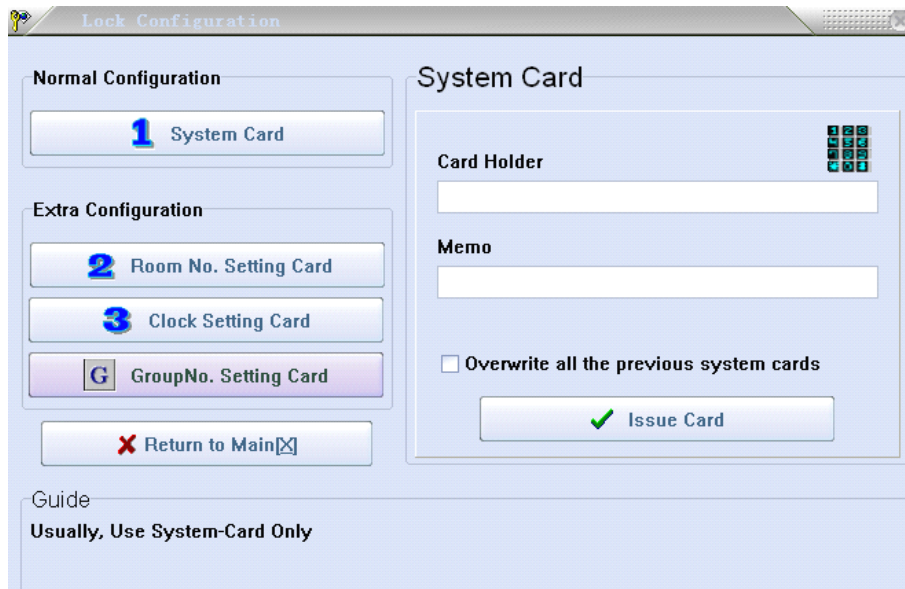 Lock Configuration
Normal Configuration
1 System Card
Extra Configuration
2 Room No. Setting Card
3 Clock Setting Card
G GroupNo. Setting Card
Return to Main[X]
System Card
Card Holder
Memo
Overwrite all the previous system cards
Issue Card
Guide
Usually, Use System-Card Only